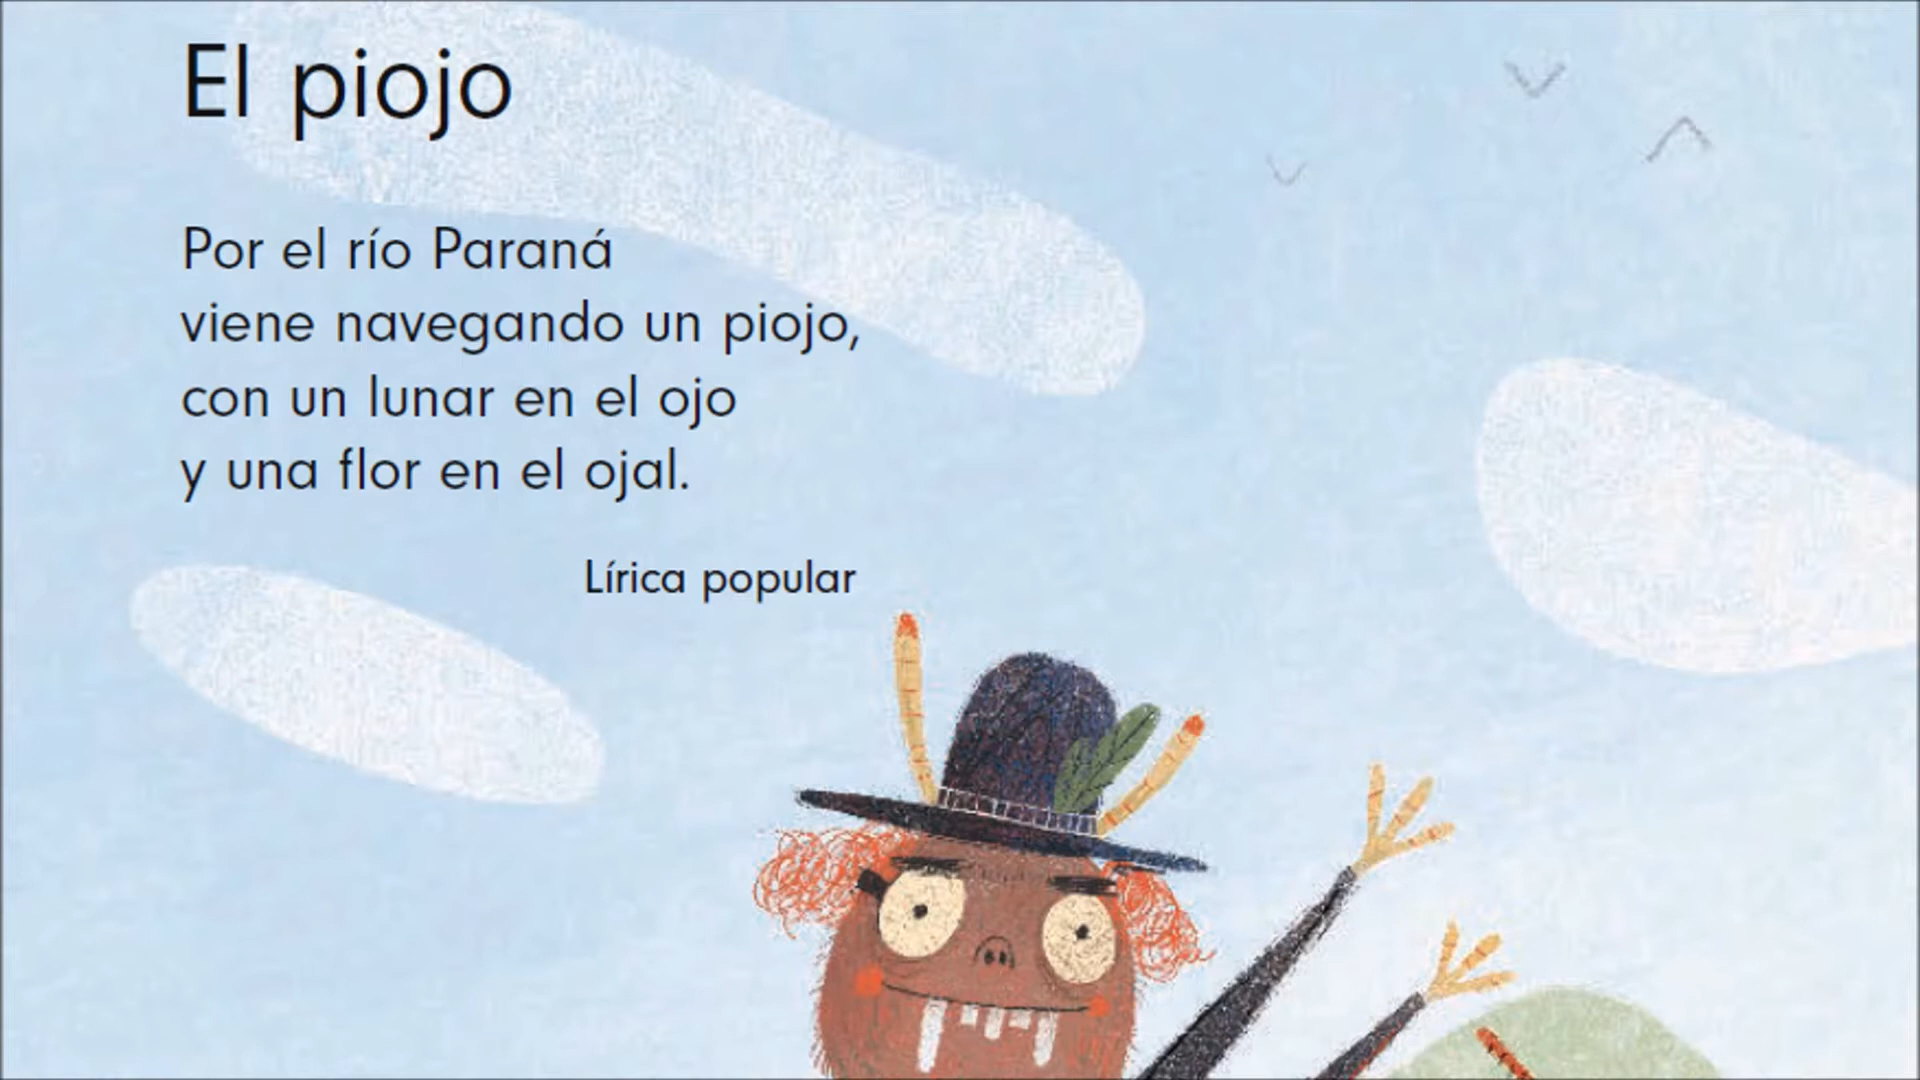 El piojo
Por el río Paraná
viene navegando un piojo,
con un lunar en el ojo
y una flor en el ojal.
Lírica popular